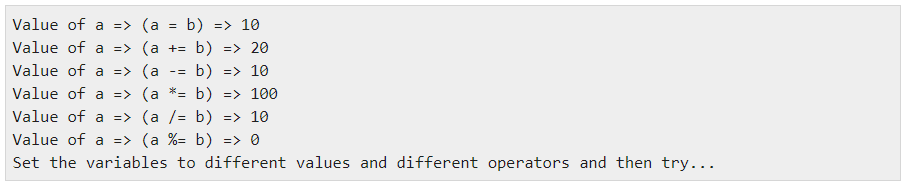 Value of a => (a = b) => 10
Value of a => (a += b) => 20
Value of a => (a -= b) => 10
Value of a => (a *= b) => 100
Value of a => (a /= b) => 10
Value of a => (a %= b) => 0
Set the variables to different values and different operators and then try...